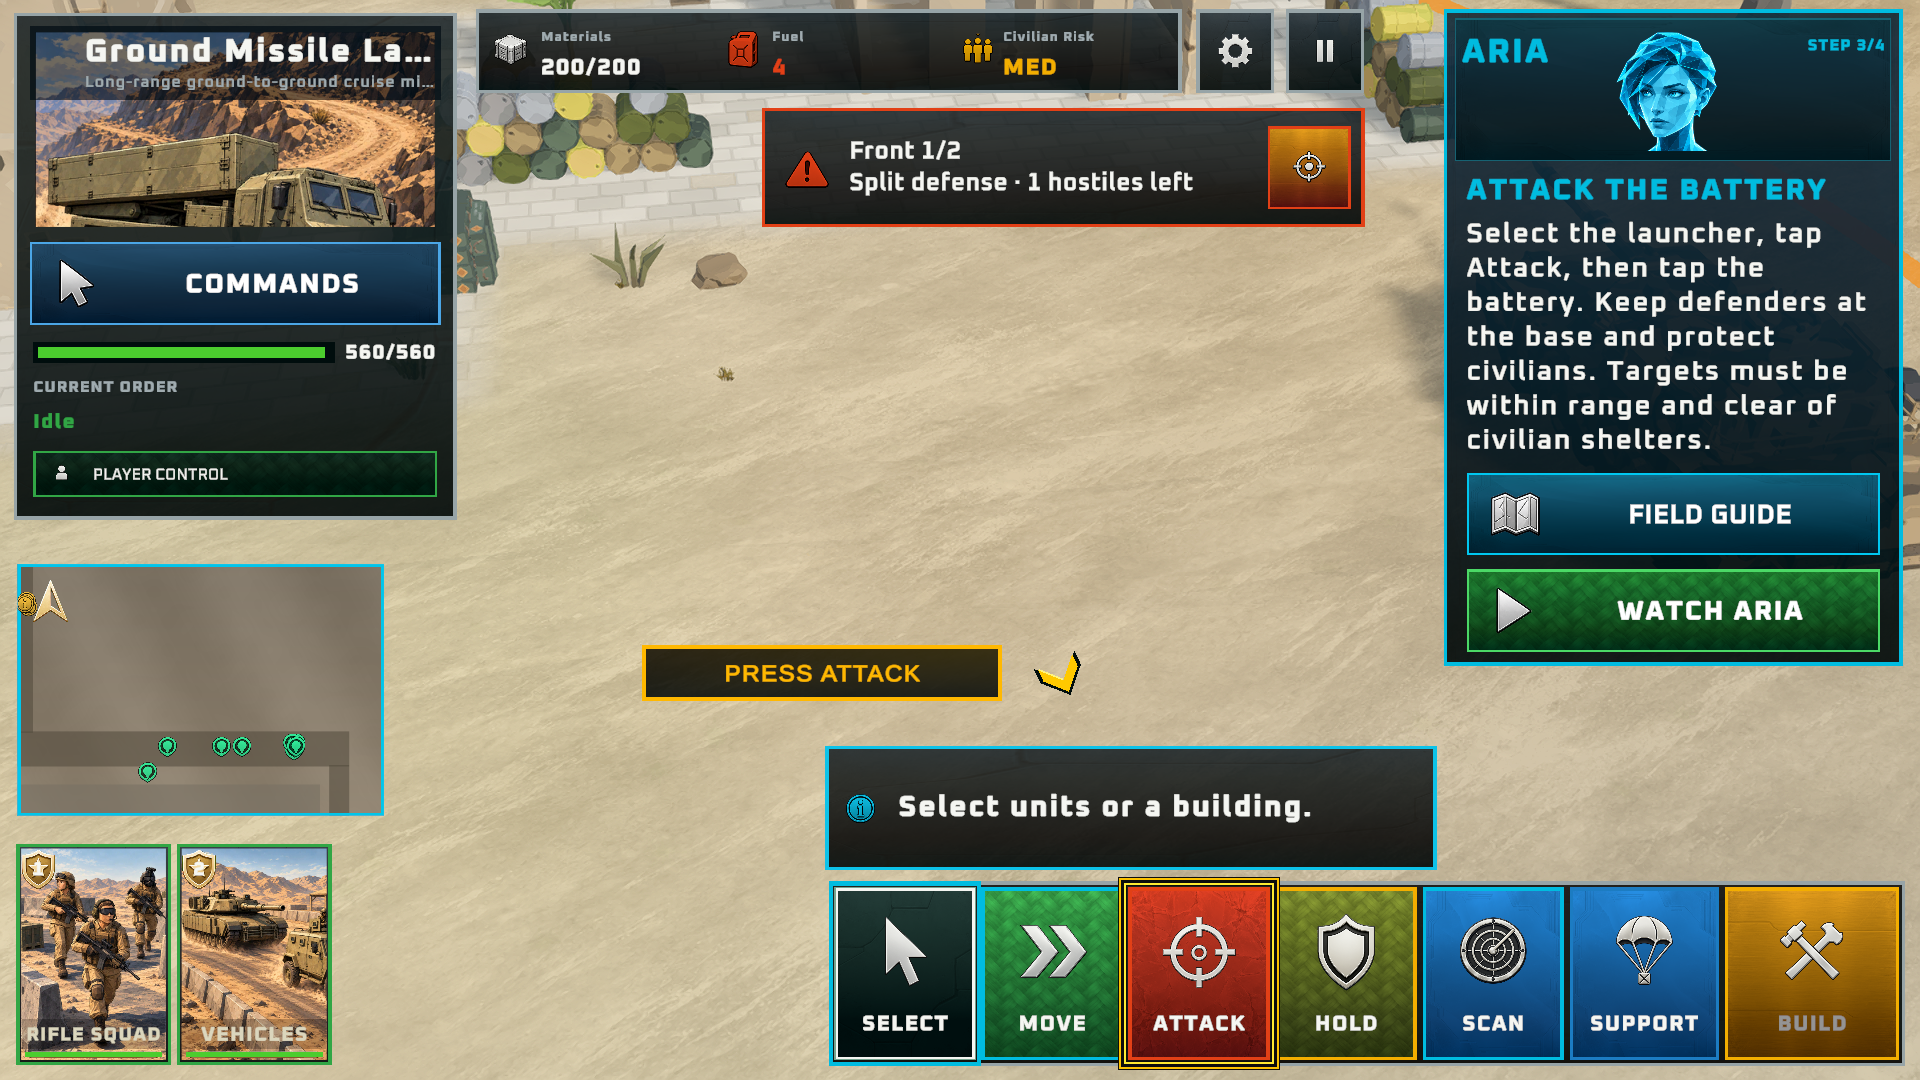 Ground Missile La...
Long-range ground-to-ground cruise mi...
COMMANDS
560/560
CURRENT ORDER
Idle
PLAYER CONTROL
Materials
200/200
Fuel
4
Civilian Risk
MED
Front 1/2
Split defense · 1 hostiles left
ARIA
STEP 3/4
ATTACK THE BATTERY
Select the launcher, tap
Attack, then tap the
battery. Keep defenders at
the base and protect
civilians. Targets must be
within range and clear of
civilian shelters.
FIELD GUIDE
WATCH ARIA
PRESS ATTACK
Select units or a building.
RIFLE SQUAD
VEHICLES
SELECT
MOVE
ATTACK
HOLD
SCAN
SUPPORT
BUILD